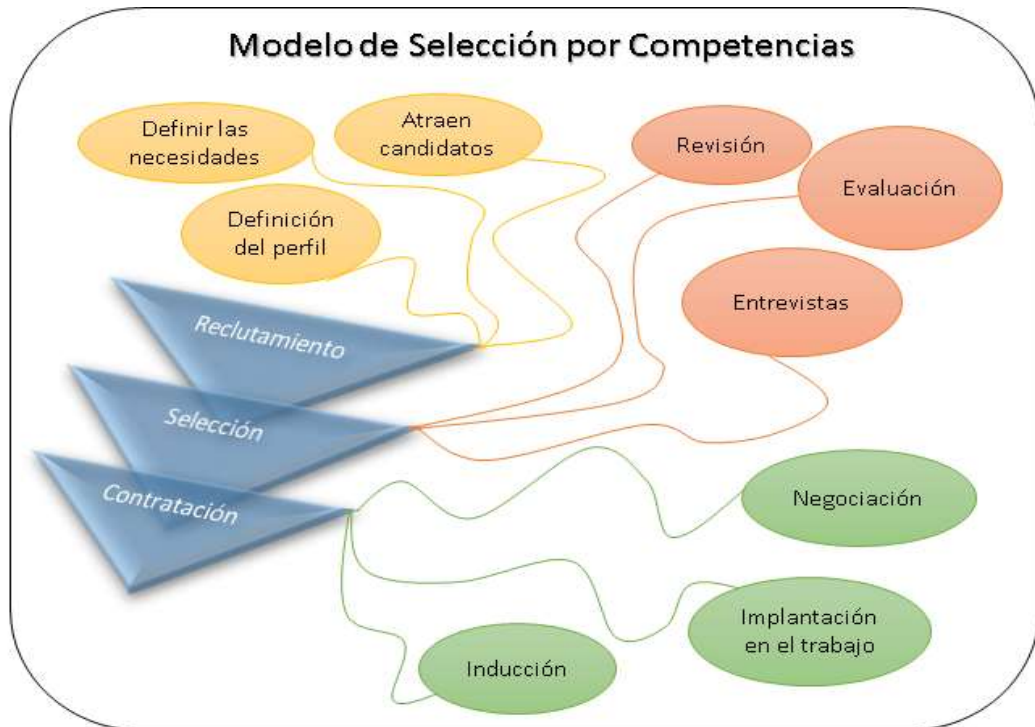 Modelo de Selección por Competencias
Definir las
necesidades
Atraen
candidatos
Definición
del perfil
Revisión
Evaluación
Entrevistas
Reclutamiento
Selección
Contratación
Negociación
Implantación
en el trabajo
Inducción